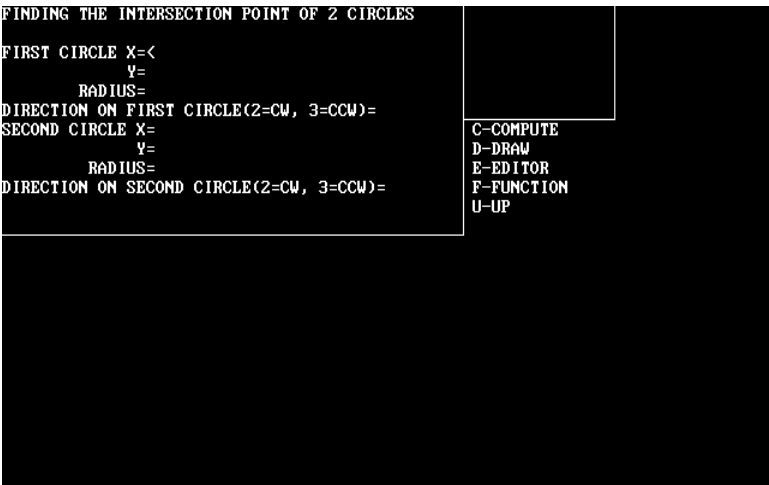 FINDING THE INTERSECTION POINT OF 2 CIRCLES
FIRST CIRCLE X=<
Y=
RADIUS=
DIRECTION ON FIRST CIRCLE(2=CW, 3=CCW)=
SECOND CIRCLE X=
Y=
RADIUS=
DIRECTION ON SECOND CIRCLE(2=CW, 3=CCW)=
C-COMPUTE
D-DRAW
E-EDITOR
F-FUNCTION
U-UP